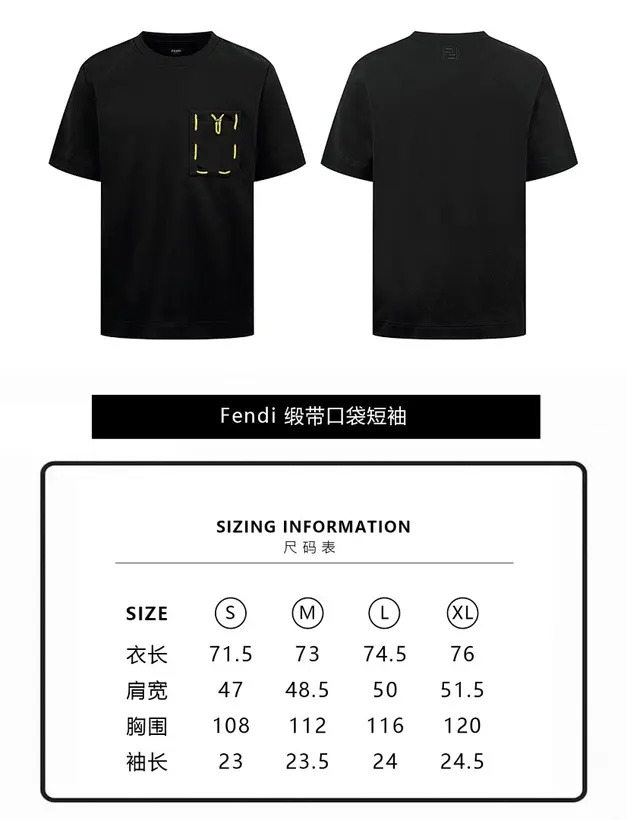 FENDI
Fendi 缎带口袋短袖
SIZING INFORMATION
尺码表
SIZE S M L XL
衣长 71.5 73 74.5 76
肩宽 47 48.5 50 51.5
胸围 108 112 116 120
袖长 23 23.5 24 24.5